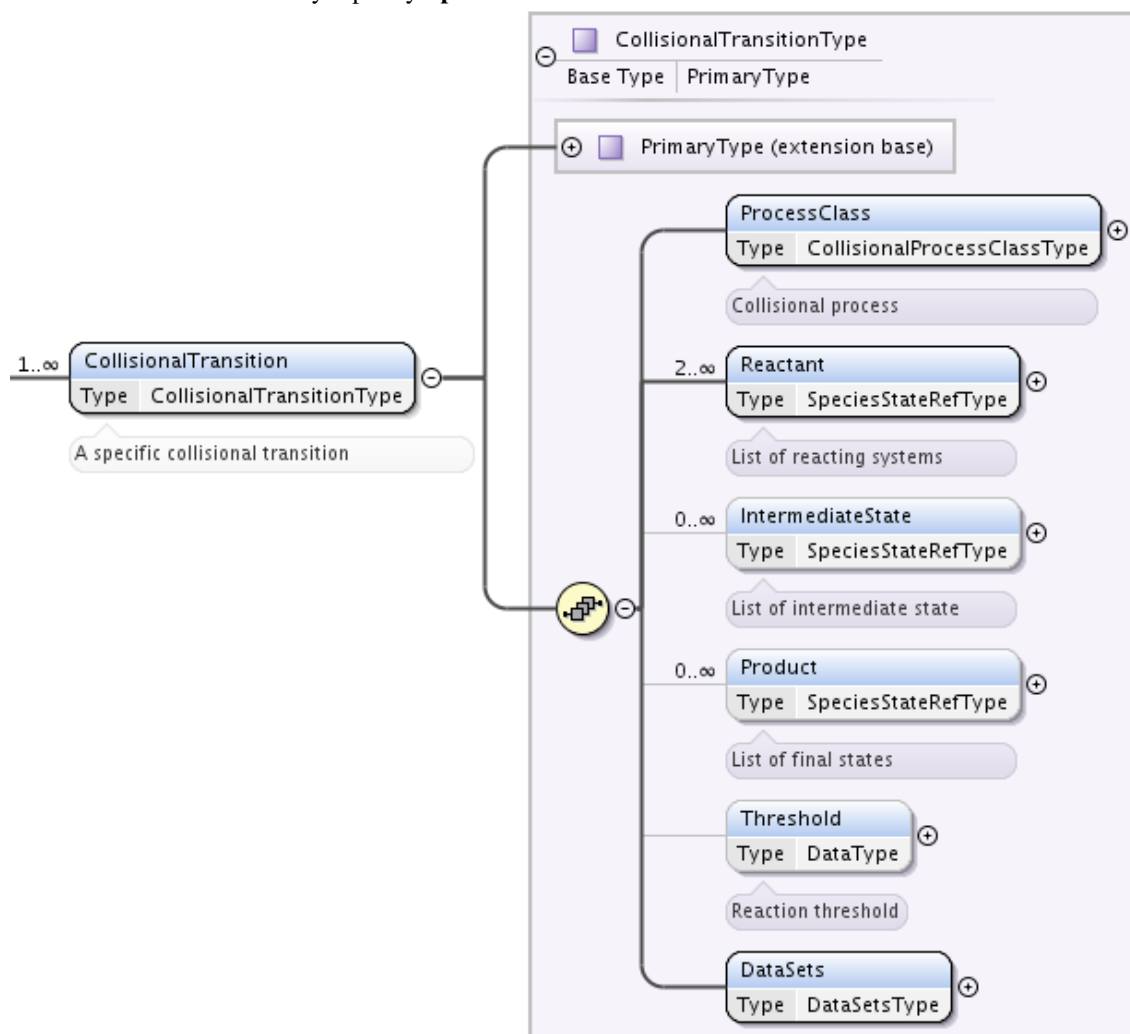 CollisionalTransitionType
Base Type PrimaryType
PrimaryType (extension base)
ProcessClass
Type CollisionalProcessClassType
Collisional process
1..∞
CollisionalTransition
Type CollisionalTransitionType
A specific collisional transition
2..∞
Reactant
Type SpeciesStateRefType
List of reacting systems
0..∞
IntermediateState
Type SpeciesStateRefType
List of intermediate state
0..∞
Product
Type SpeciesStateRefType
List of final states
Threshold
Type DataType
Reaction threshold
DataSets
Type DataSetsType